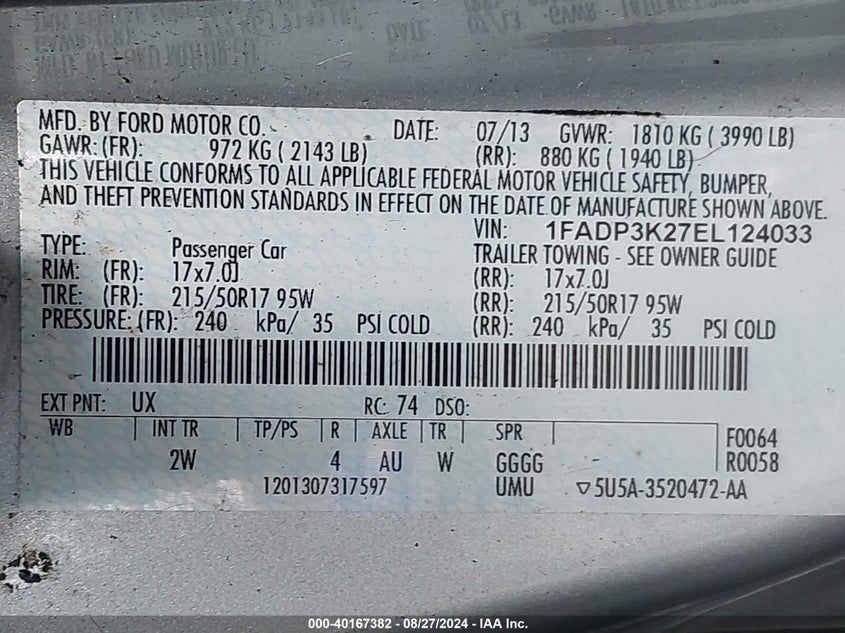 MFD. BY FORD MOTOR CO. DATE: 07/13 GVWR: 1810 KG ( 3990 LB)
GAWR: (FR): 972 KG ( 2143 LB) (RR): 880 KG ( 1940 LB)
THIS VEHICLE CONFORMS TO ALL APPLICABLE FEDERAL MOTOR VEHICLE SAFETY, BUMPER,
AND THEFT PREVENTION STANDARDS IN EFFECT ON THE DATE OF MANUFACTURE SHOWN ABOVE.
VIN: 1FADP3K27EL124033
TYPE: Passenger Car TRAILER TOWING - SEE OWNER GUIDE
RIM: (FR): 17x7.0J (RR): 17x7.0J
TIRE: (FR): 215/50R17 95W (RR): 215/50R17 95W
PRESSURE: (FR): 240 kPa/ 35 PSI COLD (RR): 240 kPa/ 35 PSI COLD
EXT PNT: UX RC: 74 DSO:
WB INT TR TP/PS R AXLE TR SPR F0064
2W 4 AU W GGGG R0058
1201307317597 UMU ▽5U5A-3520472-AA
000-40167382 - 08/27/2024 - IAA Inc.